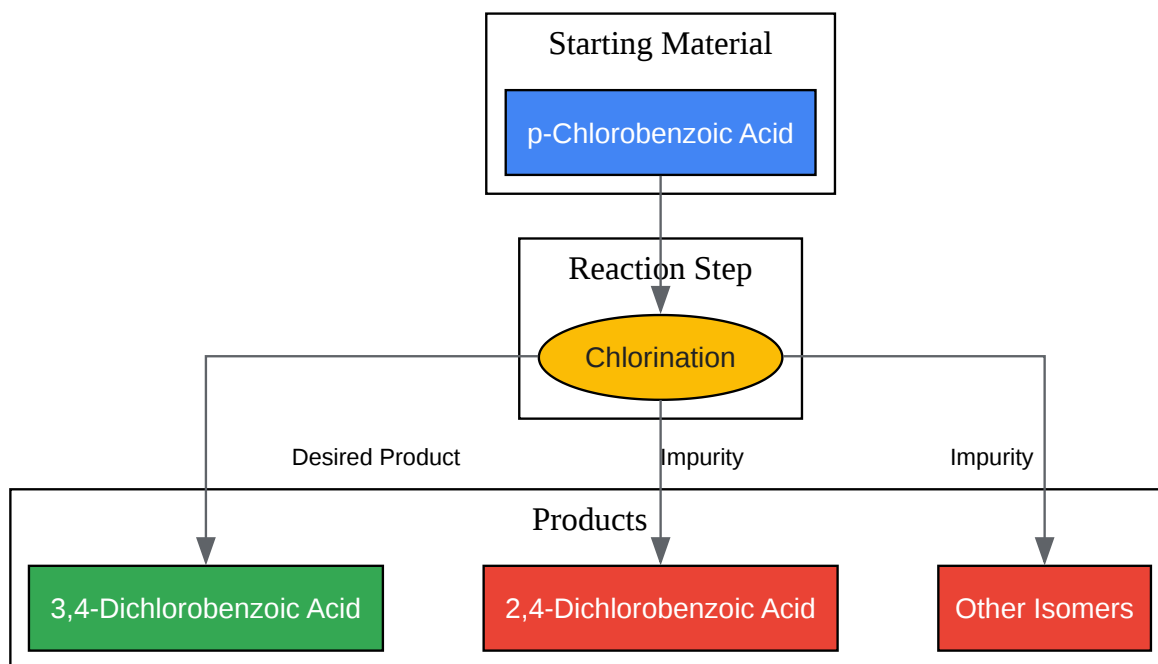 Starting Material
p-Chlorobenzoic Acid
Reaction Step
Chlorination
Desired Product
Impurity
Impurity
Products
3,4-Dichlorobenzoic Acid
2,4-Dichlorobenzoic Acid
Other Isomers